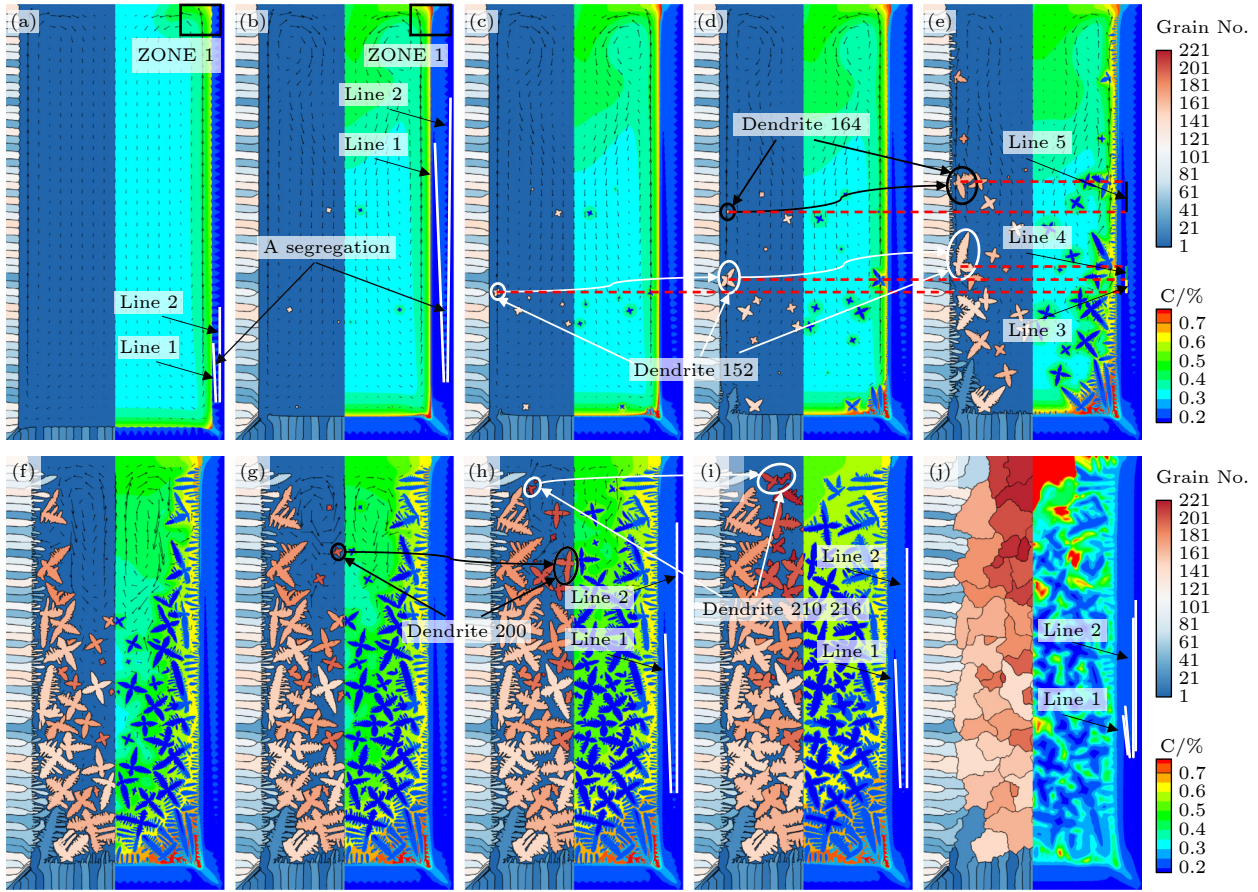 (a)
ZONE 1
Line 2
Line 1
(b)
ZONE 1
Line 2
Line 1
A segregation
(c)
Dendrite 152
(d)
Dendrite 164
(e)
Line 5
Line 4
Line 3
Grain No.
221
201
181
161
141
121
101
81
61
41
21
1
C/%
0.7
0.6
0.5
0.4
0.3
0.2
(f)
(g)
Dendrite 200
(h)
Line 2
Line 1
Dendrite 210 216
(i)
Line 2
Line 1
(j)
Line 2
Line 1
Grain No.
221
201
181
161
141
121
101
81
61
41
21
1
C/%
0.7
0.6
0.5
0.4
0.3
0.2